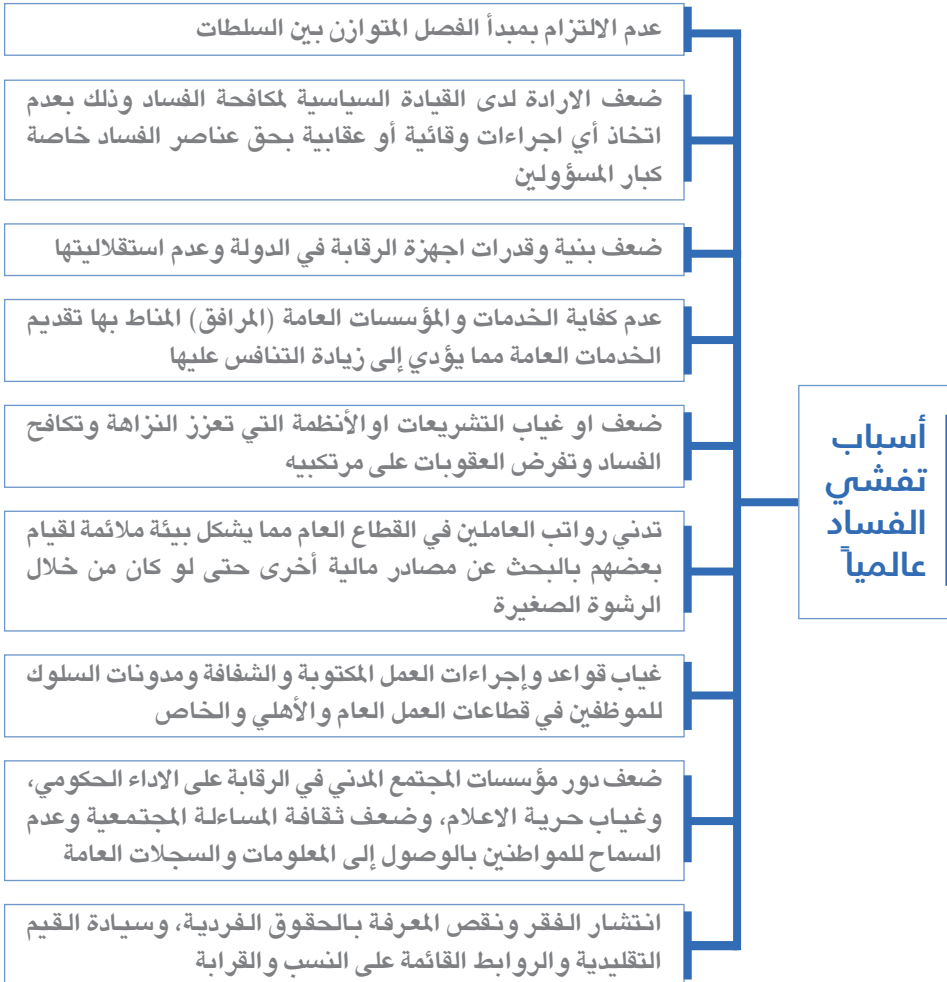 أسباب
تفشي
الفساد
عالمياً
عدم الالتزام بمبدأ الفصل المتوازن بين السلطات
ضعف الارادة لدى القيادة السياسية لمكافحة الفساد وذلك بعدم
اتخاذ أي اجراءات وقائية أو عقابية بحق عناصر الفساد خاصة
كبار المسؤولين
ضعف بنية وقدرات اجهزة الرقابة في الدولة وعدم استقلاليتها
عدم كفاية الخدمات والمؤسسات العامة (المرافق) المناط بها تقديم
الخدمات العامة مما يؤدي إلى زيادة التنافس عليها
ضعف او غياب التشريعات اوالأنظمة التي تعزز النزاهة وتكافح
الفساد وتفرض العقوبات على مرتكبيه
تدني رواتب العاملين في القطاع العام مما يشكل بيئة ملائمة لقيام
بعضهم بالبحث عن مصادر مالية أخرى حتى لو كان من خلال
الرشوة الصغيرة
غياب قواعد وإجراءات العمل المكتوبة والشفافة ومدونات السلوك
للموظفين في قطاعات العمل العام والأهلي والخاص
ضعف دور مؤسسات المجتمع المدني في الرقابة على الاداء الحكومي،
وغياب حرية الاعلام، وضعف ثقافة المساءلة المجتمعية وعدم
السماح للمواطنين بالوصول إلى المعلومات والسجلات العامة
انتشار الفقر ونقص المعرفة بالحقوق الفردية، وسيادة القيم
التقليدية والروابط القائمة على النسب والقرابة